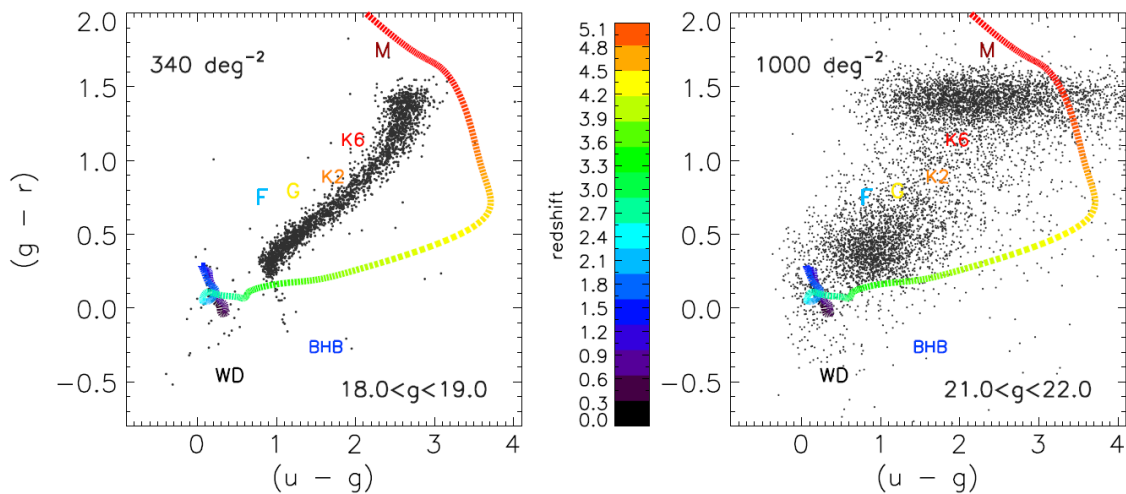 2.0
1.5
1.0
0.5
0.0
−0.5
(g − r)
340 deg⁻²
M
K6
K2
G
F
BHB
WD
18.0<g<19.0
0 1 2 3 4
(u − g)
redshift
5.1
4.8
4.5
4.2
3.9
3.6
3.3
3.0
2.7
2.4
2.1
1.8
1.5
1.2
0.9
0.6
0.3
0.0
2.0
1.5
1.0
0.5
0.0
−0.5
1000 deg⁻²
M
K6
K2
G
F
BHB
WD
21.0<g<22.0
0 1 2 3 4
(u − g)